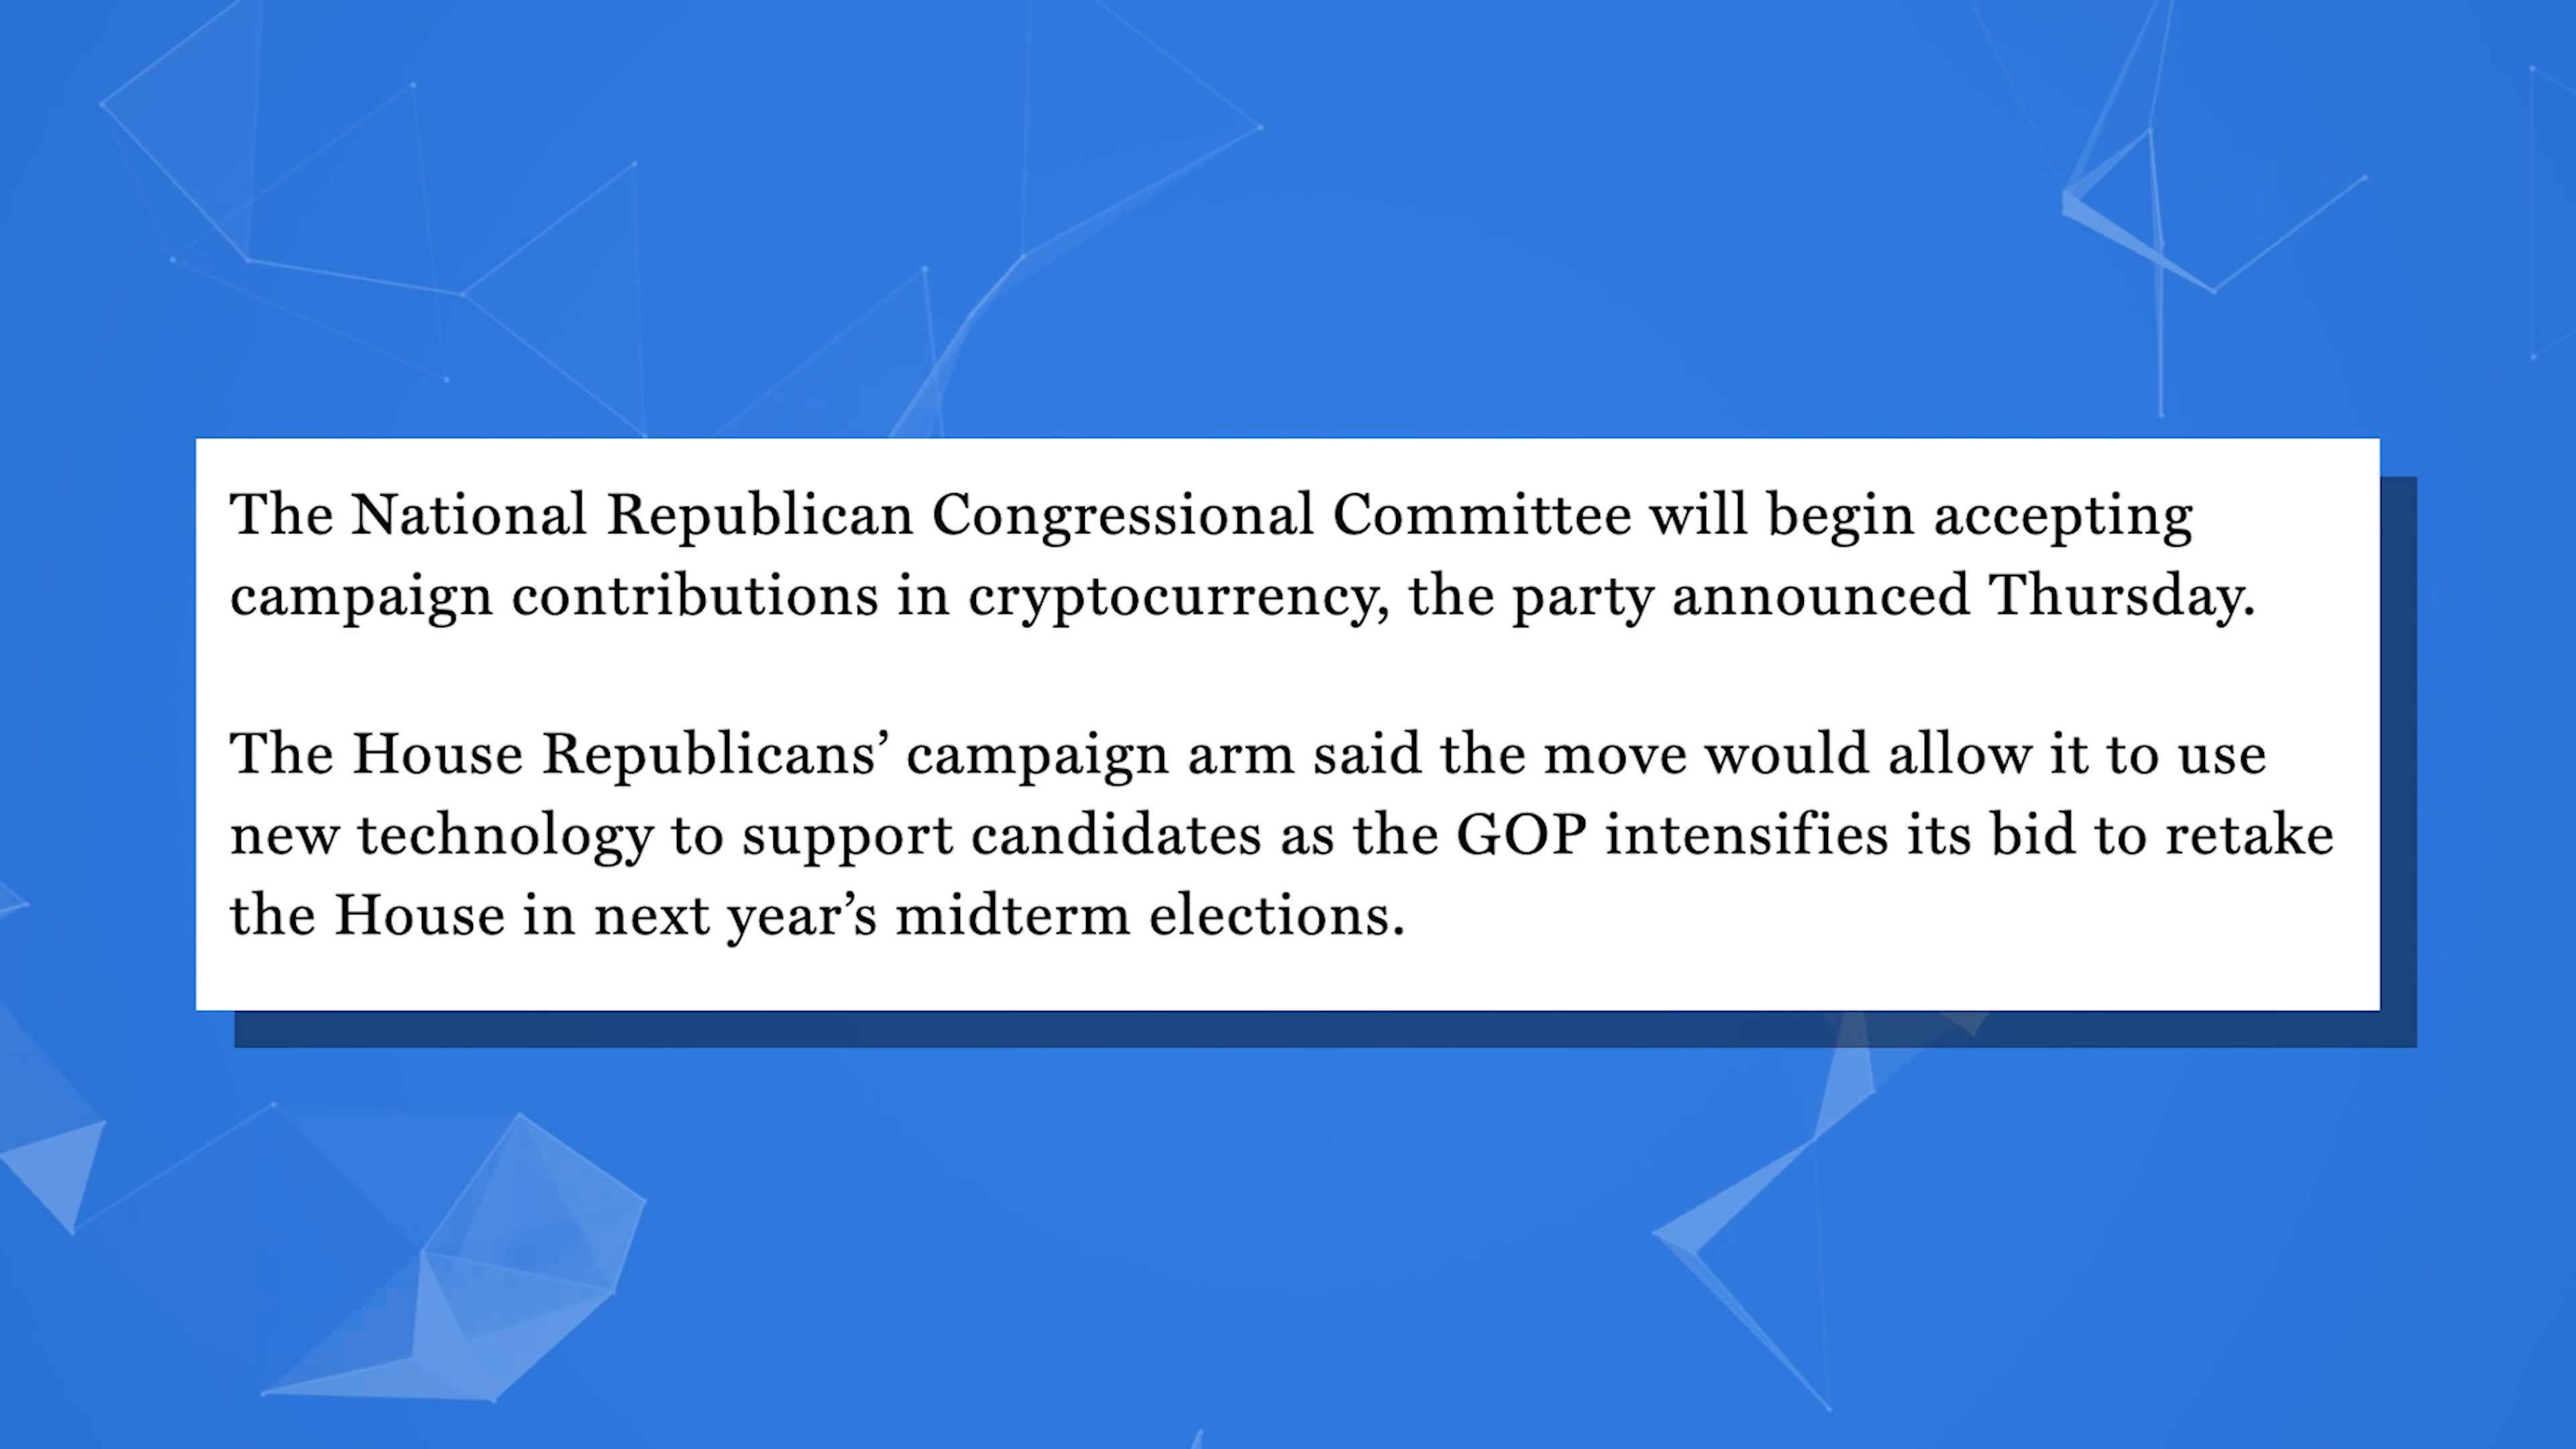 The National Republican Congressional Committee will begin accepting
campaign contributions in cryptocurrency, the party announced Thursday.
The House Republicans’ campaign arm said the move would allow it to use
new technology to support candidates as the GOP intensifies its bid to retake
the House in next year’s midterm elections.